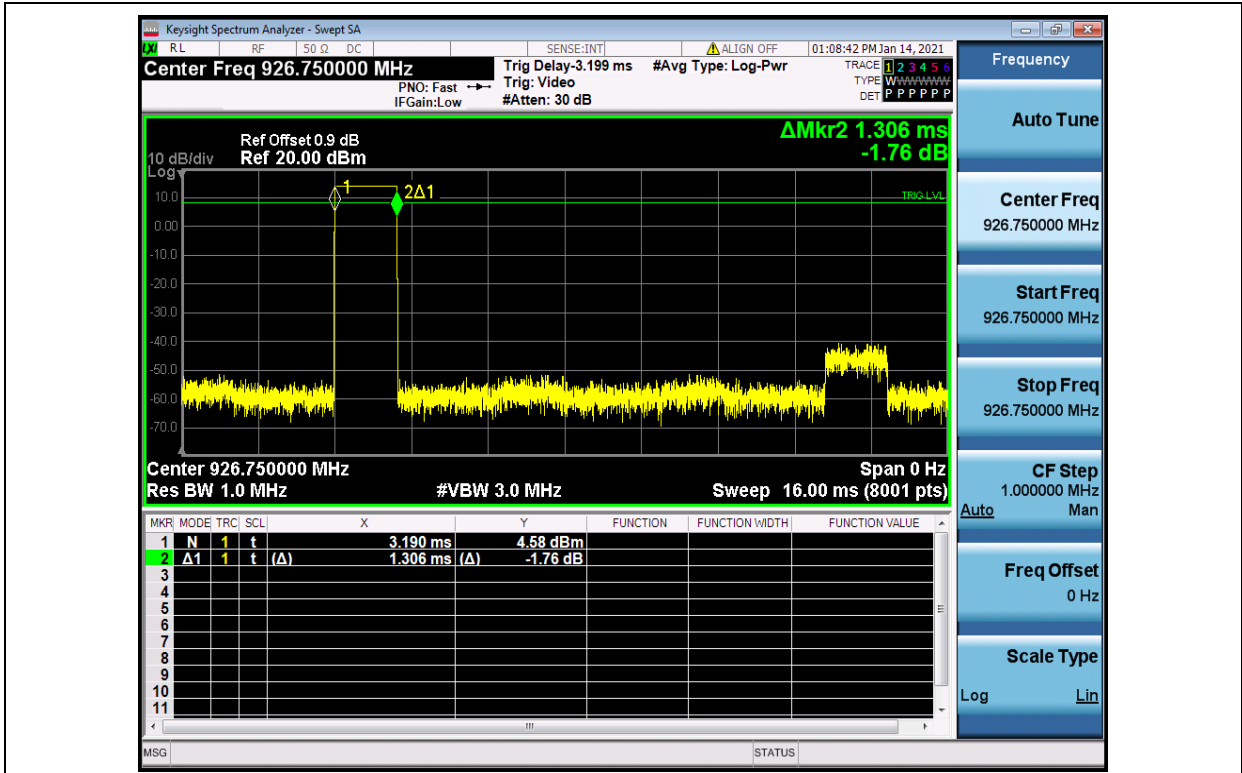 Keysight Spectrum Analyzer - Swept SA
LXI RL RF 50 Ω DC SENSE:INT ALIGN OFF 01:08:42 PM Jan 14, 2021
Center Freq 926.750000 MHz Trig Delay-3.199 ms #Avg Type: Log-Pwr TRACE 1 2 3 4 5 6
PNO: Fast Trig: Video TYPE WWWWWW
IFGain:Low #Atten: 30 dB DET P P P P P P
Frequency
ΔMkr2 1.306 ms
Ref Offset 0.9 dB
10 dB/div Ref 20.00 dBm -1.76 dB
Log
1 2Δ1 TRIG LVL
10.0
0.00
-10.0
-20.0
-30.0
-40.0
-50.0
-60.0
-70.0
Center 926.750000 MHz Span 0 Hz
Res BW 1.0 MHz #VBW 3.0 MHz Sweep 16.00 ms (8001 pts)
MKR MODE TRC SCL X Y FUNCTION FUNCTION WIDTH FUNCTION VALUE
1 N 1 t 3.190 ms 4.58 dBm
2 Δ1 1 t (Δ) 1.306 ms (Δ) -1.76 dB
3
4
5
6
7
8
9
10
11
MSG STATUS
Auto Tune
Center Freq
926.750000 MHz
Start Freq
926.750000 MHz
Stop Freq
926.750000 MHz
CF Step
1.000000 MHz
Auto Man
Freq Offset
0 Hz
Scale Type
Log Lin